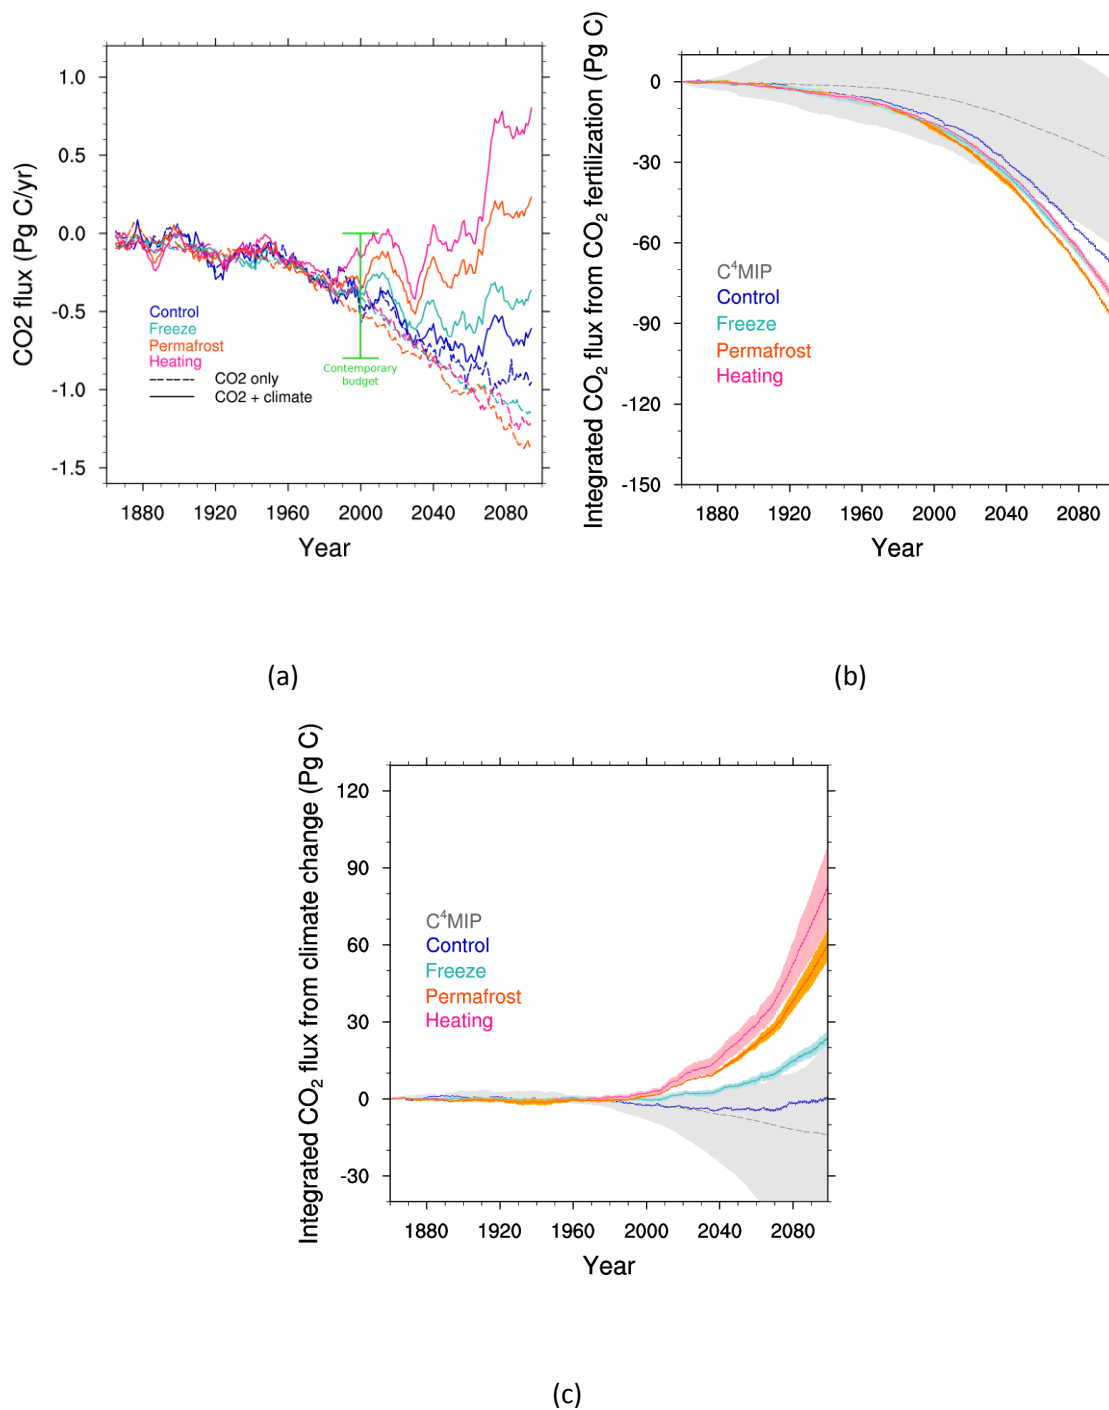 CO2 flux (Pg C/yr)
1.0
0.5
0.0
-0.5
-1.0
-1.5
Control
Freeze
Permafrost
Heating
CO2 only
CO2 + climate
Contemporary
budget
1880 1920 1960 2000 2040 2080
Year
(a)
Integrated CO₂ flux from CO₂ fertilization (Pg C)
0
-30
-60
-90
-120
-150
C⁴MIP
Control
Freeze
Permafrost
Heating
1880 1920 1960 2000 2040 2080
Year
(b)
Integrated CO₂ flux from climate change (Pg C)
120
90
60
30
0
-30
C⁴MIP
Control
Freeze
Permafrost
Heating
1880 1920 1960 2000 2040 2080
Year
(c)